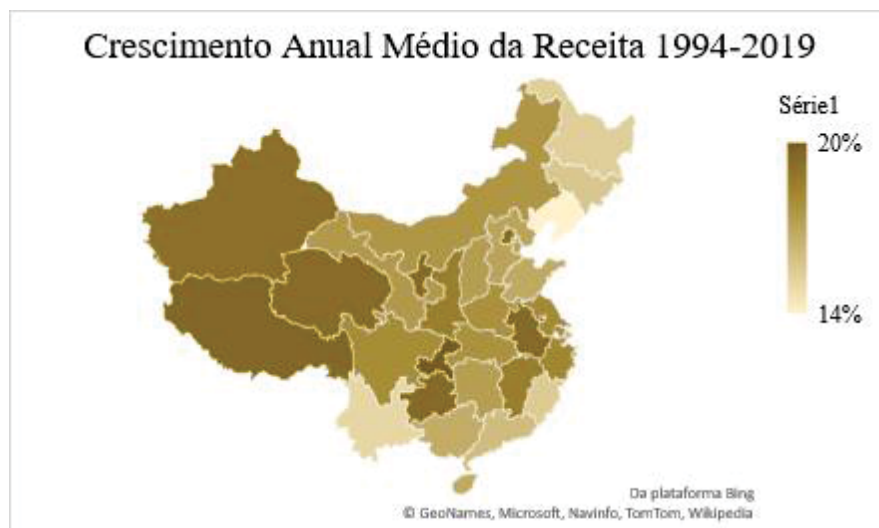 Crescimento Anual Médio da Receita 1994-2019
Série1
20%
14%
Da plataforma Bing
© GeoNames, Microsoft, Navinfo, TomTom, Wikipedia